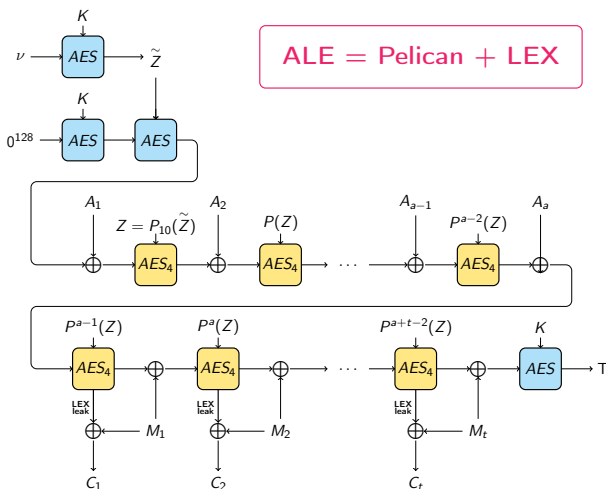 K
ν AES Z̃
ALE = Pelican + LEX
K
0^128 AES AES
A_1 Z = P_10(Z̃) A_2 P(Z) A_{a−1} P^{a−2}(Z) A_a
AES_4 AES_4 ··· AES_4
P^{a−1}(Z) P^a(Z) P^{a+t−2}(Z) K
AES_4 AES_4 ··· AES_4 AES T
LEX LEX LEX
leak leak leak
M_1 M_2 M_t
C_1 C_2 C_t